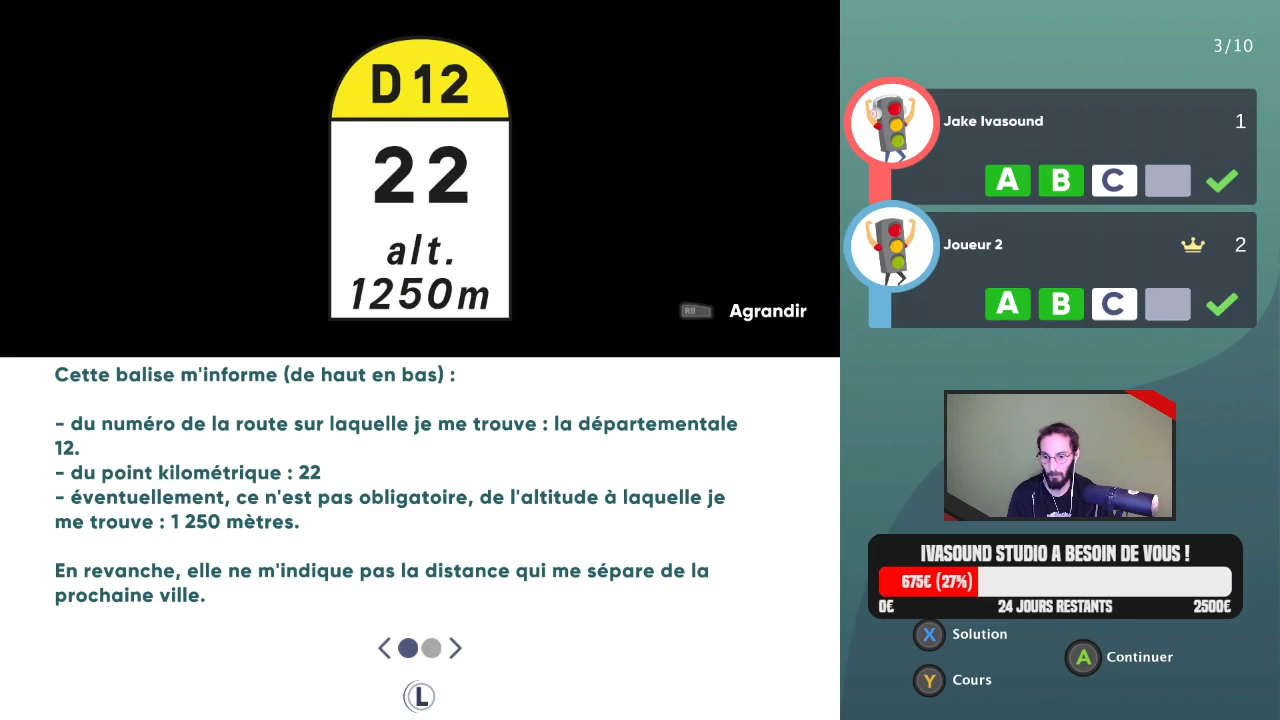 D 12
22
alt.
1250m
RB Agrandir
Cette balise m'informe (de haut en bas) :
- du numéro de la route sur laquelle je me trouve : la départementale
12.
- du point kilométrique : 22
- éventuellement, ce n'est pas obligatoire, de l'altitude à laquelle je
me trouve : 1 250 mètres.
En revanche, elle ne m'indique pas la distance qui me sépare de la
prochaine ville.
L
3/10
Jake Ivasound 1
A B C
Joueur 2 2
A B C
IVASOUND STUDIO A BESOIN DE VOUS !
675€ (27%)
0€ 24 JOURS RESTANTS 2500€
X Solution
A Continuer
Y Cours